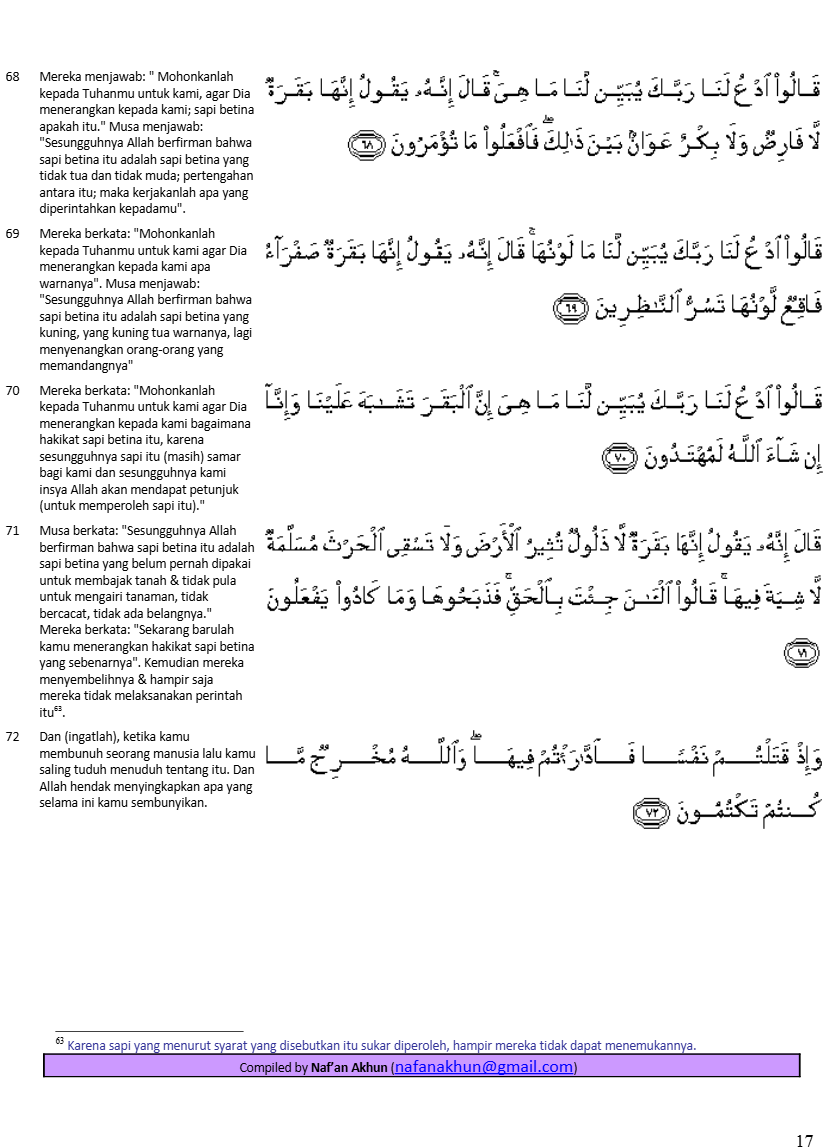 68 Mereka menjawab: " Mohonkanlah
kepada Tuhanmu untuk kami, agar Dia
menerangkan kepada kami; sapi betina
apakah itu." Musa menjawab:
"Sesungguhnya Allah berfirman bahwa
sapi betina itu adalah sapi betina yang
tidak tua dan tidak muda; pertengahan
antara itu; maka kerjakanlah apa yang
diperintahkan kepadamu".
قَالُوا۟ ٱدْعُ لَنَا رَبَّكَ يُبَيِّن لَّنَا مَا هِىَ ۚ قَالَ إِنَّهُۥ يَقُولُ إِنَّهَا بَقَرَةٌ
لَّا فَارِضٌ وَلَا بِكْرٌ عَوَانٌۢ بَيْنَ ذَٰلِكَ ۖ فَٱفْعَلُوا۟ مَا تُؤْمَرُونَ ﴿٦٨﴾
69 Mereka berkata: "Mohonkanlah
kepada Tuhanmu untuk kami agar Dia
menerangkan kepada kami apa
warnanya". Musa menjawab:
"Sesungguhnya Allah berfirman bahwa
sapi betina itu adalah sapi betina yang
kuning, yang kuning tua warnanya, lagi
menyenangkan orang-orang yang
memandangnya"
قَالُوا۟ ٱدْعُ لَنَا رَبَّكَ يُبَيِّن لَّنَا مَا لَوْنُهَا ۚ قَالَ إِنَّهُۥ يَقُولُ إِنَّهَا بَقَرَةٌ صَفْرَآءُ
فَاقِعٌ لَّوْنُهَا تَسُرُّ ٱلنَّـٰظِرِينَ ﴿٦٩﴾
70 Mereka berkata: "Mohonkanlah
kepada Tuhanmu untuk kami agar Dia
menerangkan kepada kami bagaimana
hakikat sapi betina itu, karena
sesungguhnya sapi itu (masih) samar
bagi kami dan sesungguhnya kami
insya Allah akan mendapat petunjuk
(untuk memperoleh sapi itu)."
قَالُوا۟ ٱدْعُ لَنَا رَبَّكَ يُبَيِّن لَّنَا مَا هِىَ إِنَّ ٱلْبَقَرَ تَشَـٰبَهَ عَلَيْنَا وَإِنَّآ
إِن شَآءَ ٱللَّهُ لَمُهْتَدُونَ ﴿٧٠﴾
71 Musa berkata: "Sesungguhnya Allah
berfirman bahwa sapi betina itu adalah
sapi betina yang belum pernah dipakai
untuk membajak tanah & tidak pula
untuk mengairi tanaman, tidak
bercacat, tidak ada belangnya."
Mereka berkata: "Sekarang barulah
kamu menerangkan hakikat sapi betina
yang sebenarnya". Kemudian mereka
menyembelihnya & hampir saja
mereka tidak melaksanakan perintah
itu⁶³.
قَالَ إِنَّهُۥ يَقُولُ إِنَّهَا بَقَرَةٌ لَّا ذَلُولٌ تُثِيرُ ٱلْأَرْضَ وَلَا تَسْقِى ٱلْحَرْثَ مُسَلَّمَةٌ
لَّا شِيَةَ فِيهَا ۚ قَالُوا۟ ٱلْـَٔـٰنَ جِئْتَ بِٱلْحَقِّ ۚ فَذَبَحُوهَا وَمَا كَادُوا۟ يَفْعَلُونَ
﴿٧١﴾
72 Dan (ingatlah), ketika kamu
membunuh seorang manusia lalu kamu
saling tuduh menuduh tentang itu. Dan
Allah hendak menyingkapkan apa yang
selama ini kamu sembunyikan.
وَإِذْ قَتَلْتُمْ نَفْسًا فَٱدَّٰرَْٰٔتُمْ فِيهَا ۖ وَٱللَّهُ مُخْرِجٌ مَّا
كُنتُمْ تَكْتُمُونَ ﴿٧٢﴾
⁶³ Karena sapi yang menurut syarat yang disebutkan itu sukar diperoleh, hampir mereka tidak dapat menemukannya.
Compiled by Naf'an Akhun (nafanakhun@gmail.com)
17